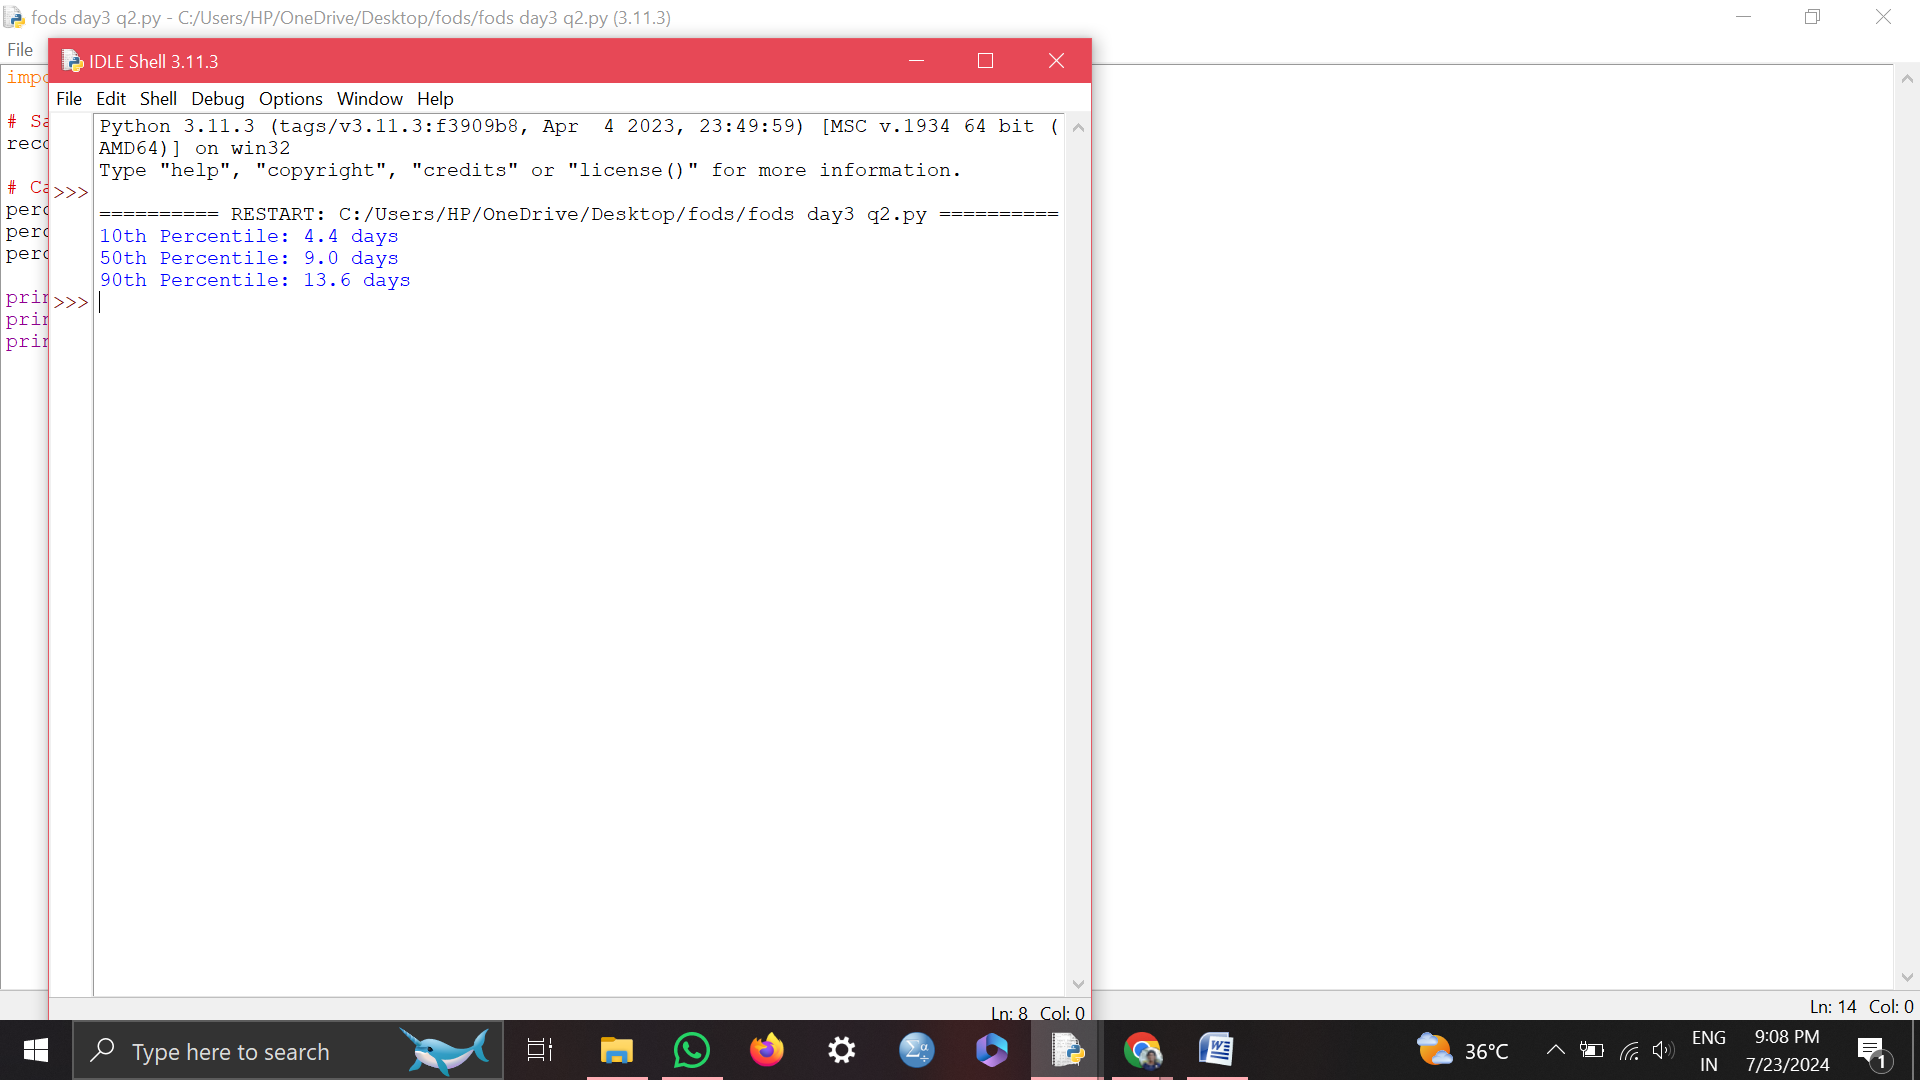 fods day3 q2.py - C:/Users/HP/OneDrive/Desktop/fods/fods day3 q2.py (3.11.3)
File
IDLE Shell 3.11.3
File Edit Shell Debug Options Window Help
Python 3.11.3 (tags/v3.11.3:f3909b8, Apr  4 2023, 23:49:59) [MSC v.1934 64 bit (
AMD64)] on win32
Type "help", "copyright", "credits" or "license()" for more information.
>>>
========== RESTART: C:/Users/HP/OneDrive/Desktop/fods/fods day3 q2.py ==========
10th Percentile: 4.4 days
50th Percentile: 9.0 days
90th Percentile: 13.6 days
>>>
Ln: 8 Col: 0
Ln: 14 Col: 0
Type here to search
36°C
ENG
IN
9:08 PM
7/23/2024
1